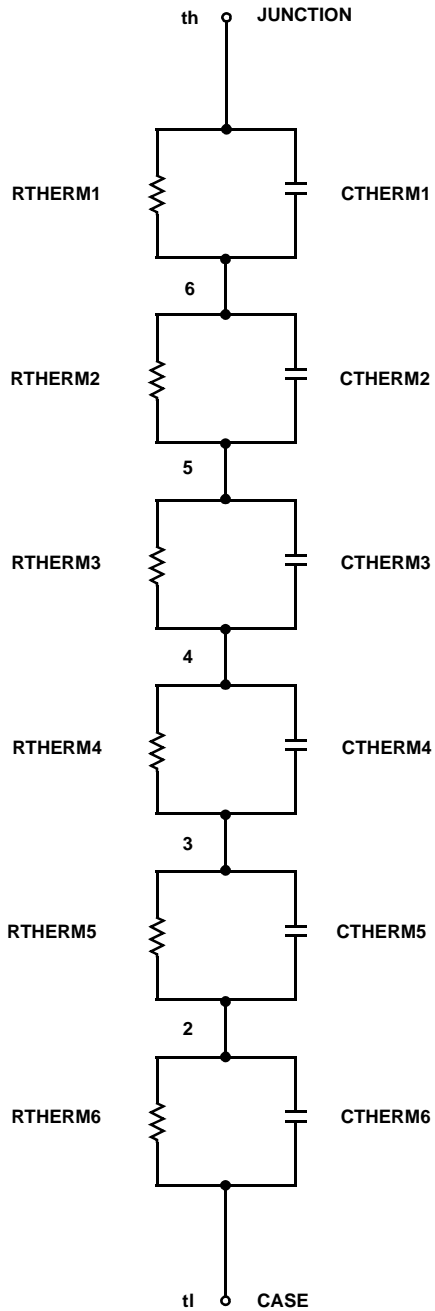 th JUNCTION
RTHERM1 CTHERM1
6
RTHERM2 CTHERM2
5
RTHERM3 CTHERM3
4
RTHERM4 CTHERM4
3
RTHERM5 CTHERM5
2
RTHERM6 CTHERM6
tl CASE